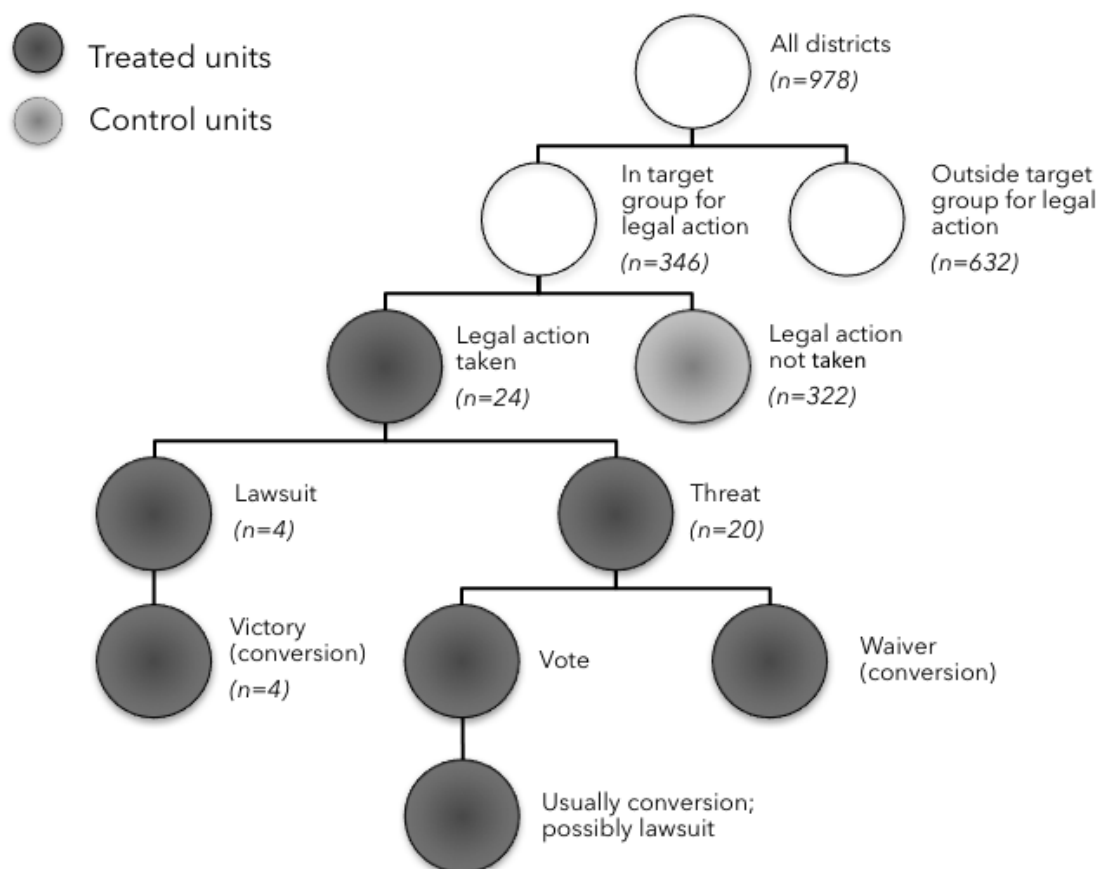 Treated units
Control units
All districts
(n=978)
In target
group for
legal action
(n=346)
Outside target
group for legal
action
(n=632)
Legal action
taken
(n=24)
Legal action
not taken
(n=322)
Lawsuit
(n=4)
Threat
(n=20)
Victory
(conversion)
(n=4)
Vote
Waiver
(conversion)
Usually conversion;
possibly lawsuit